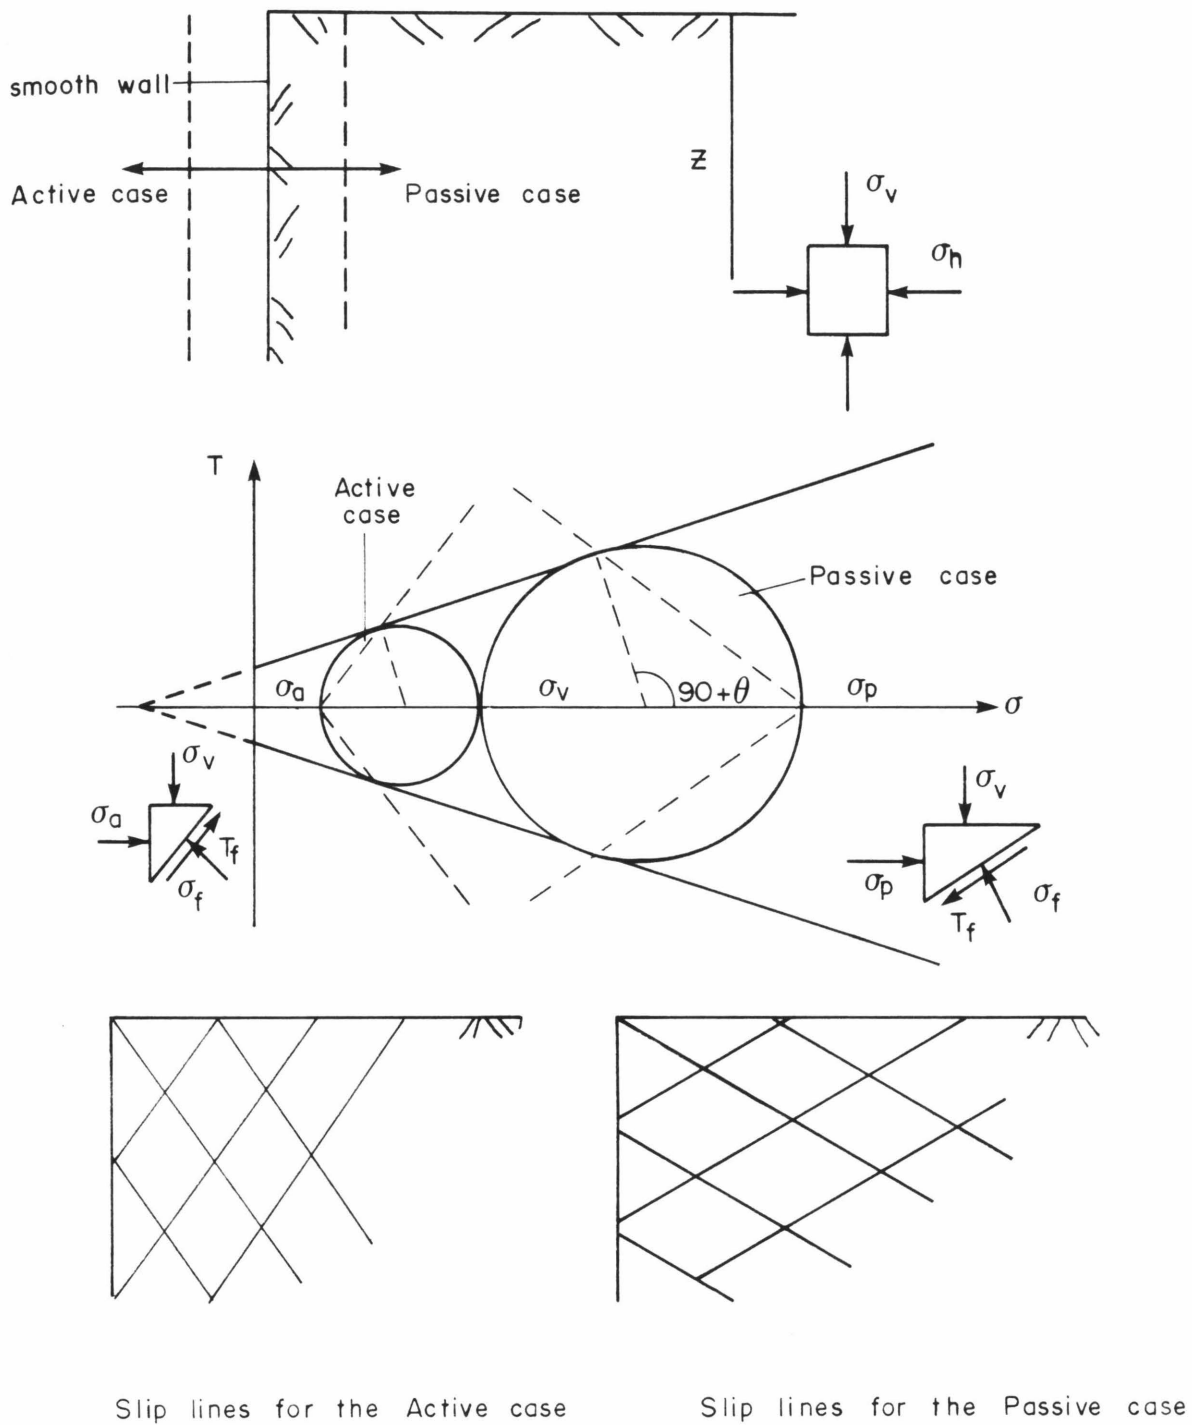 smooth wall
Active case
Passive case
Z
σv
σh
T
Active
case
Passive case
σa
σv
90+θ
σp
σ
σv
σa
Tf
σf
σv
σp
σf
Tf
Slip lines for the Active case
Slip lines for the Passive case